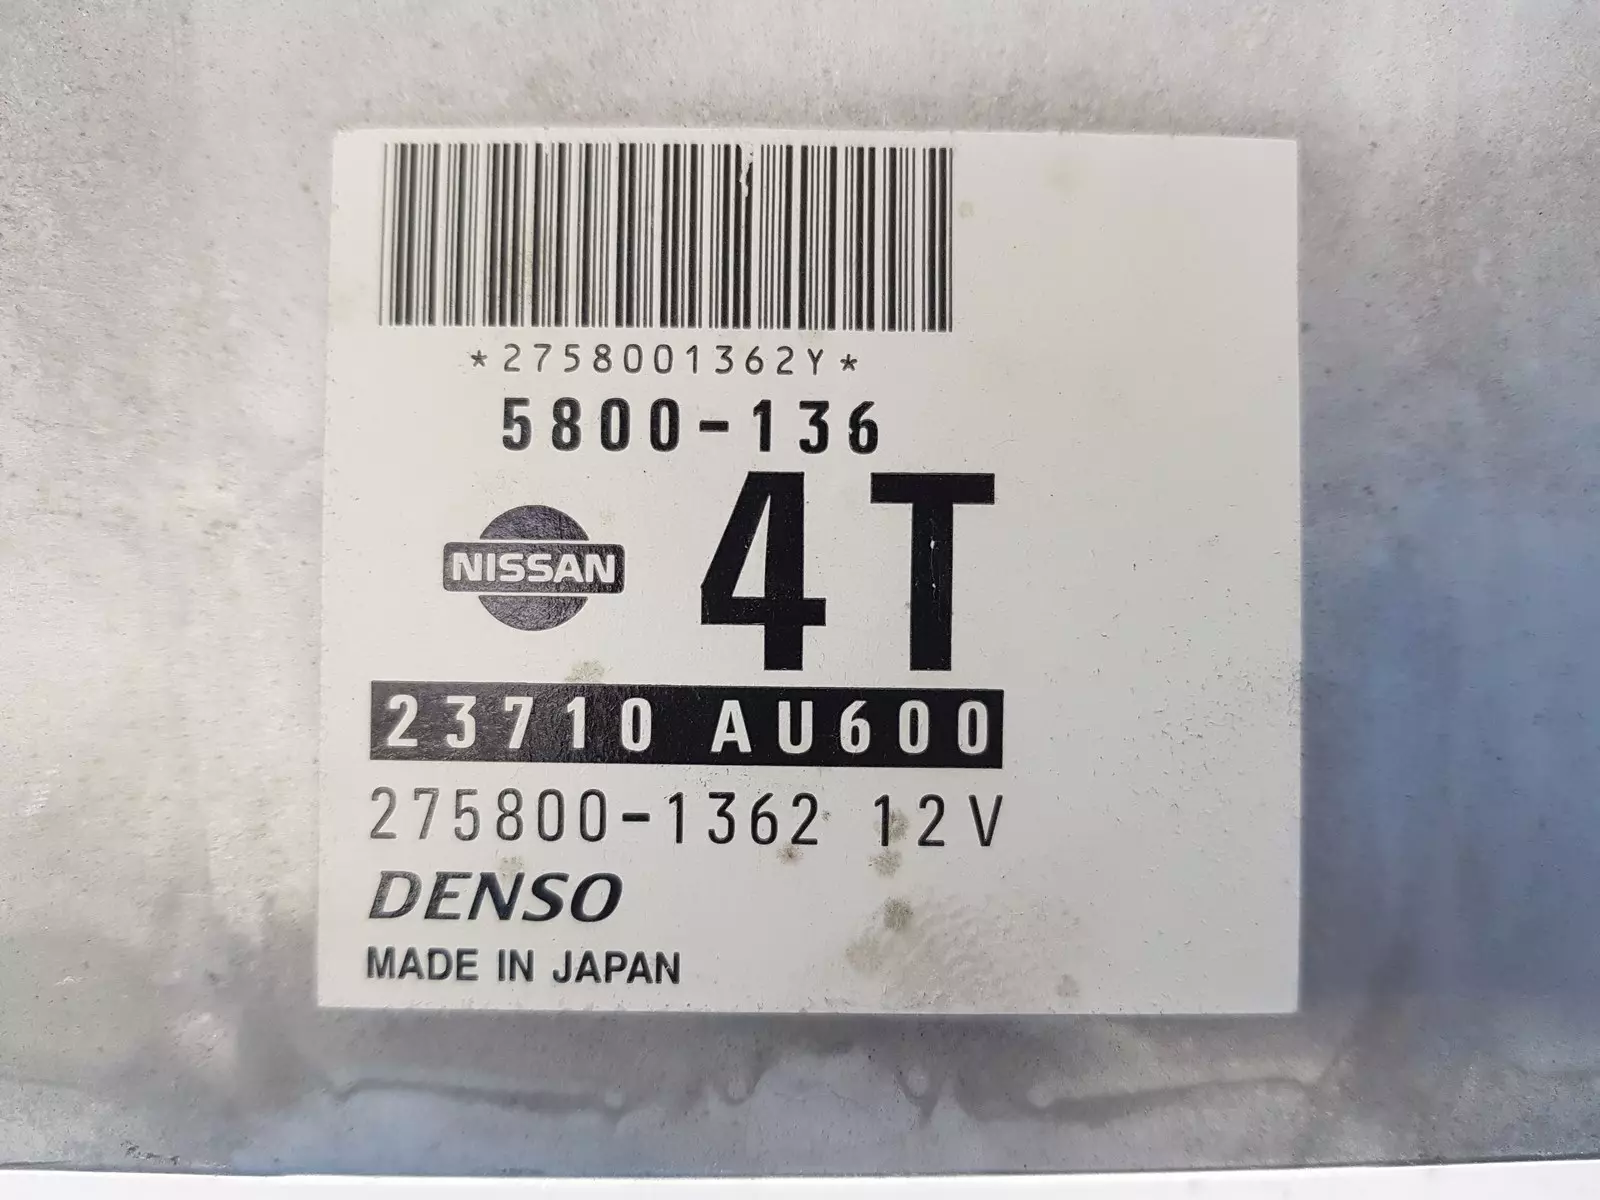 *2758001362Y*
5800-136
NISSAN
4T
23710 AU600
275800-1362 12V
DENSO
MADE IN JAPAN